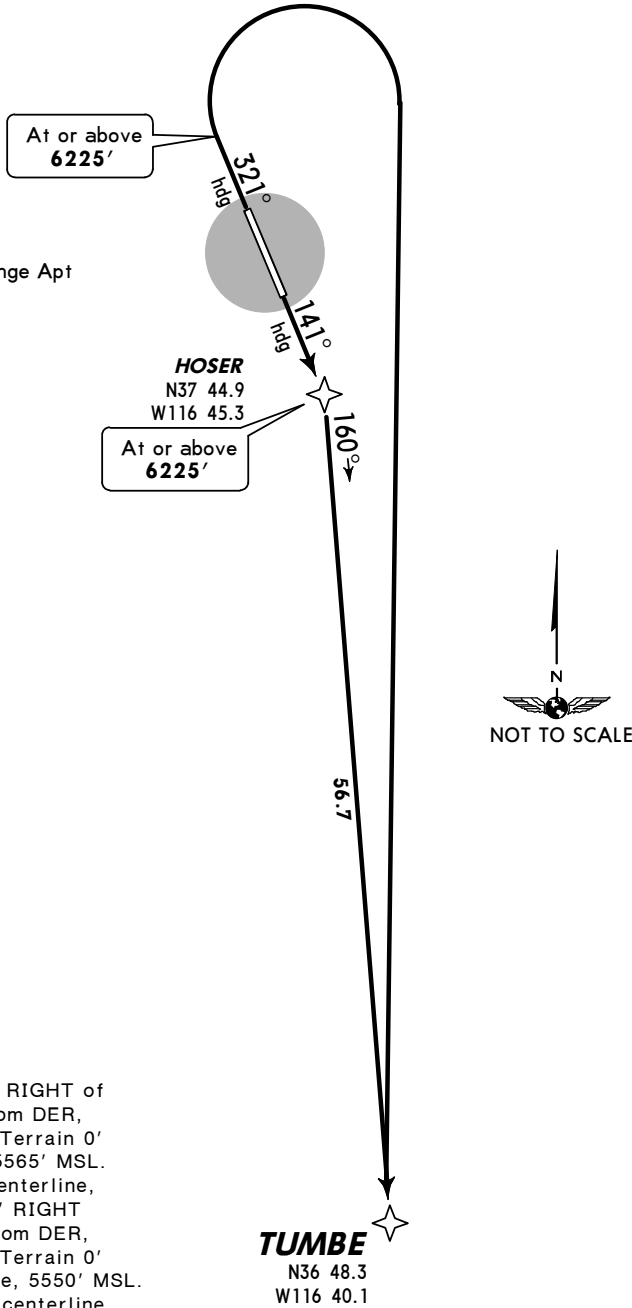 At or above
6225'
321°
hdg
nge Apt
141°
hdg
HOSER
N37 44.9
W116 45.3
160°
At or above
6225'
N
NOT TO SCALE
56.7
RIGHT of
om DER,
Terrain 0'
5565' MSL.
enterline,
' RIGHT
om DER,
Terrain 0'
e, 5550' MSL.
centerline
TUMBE
N36 48.3
W116 40.1